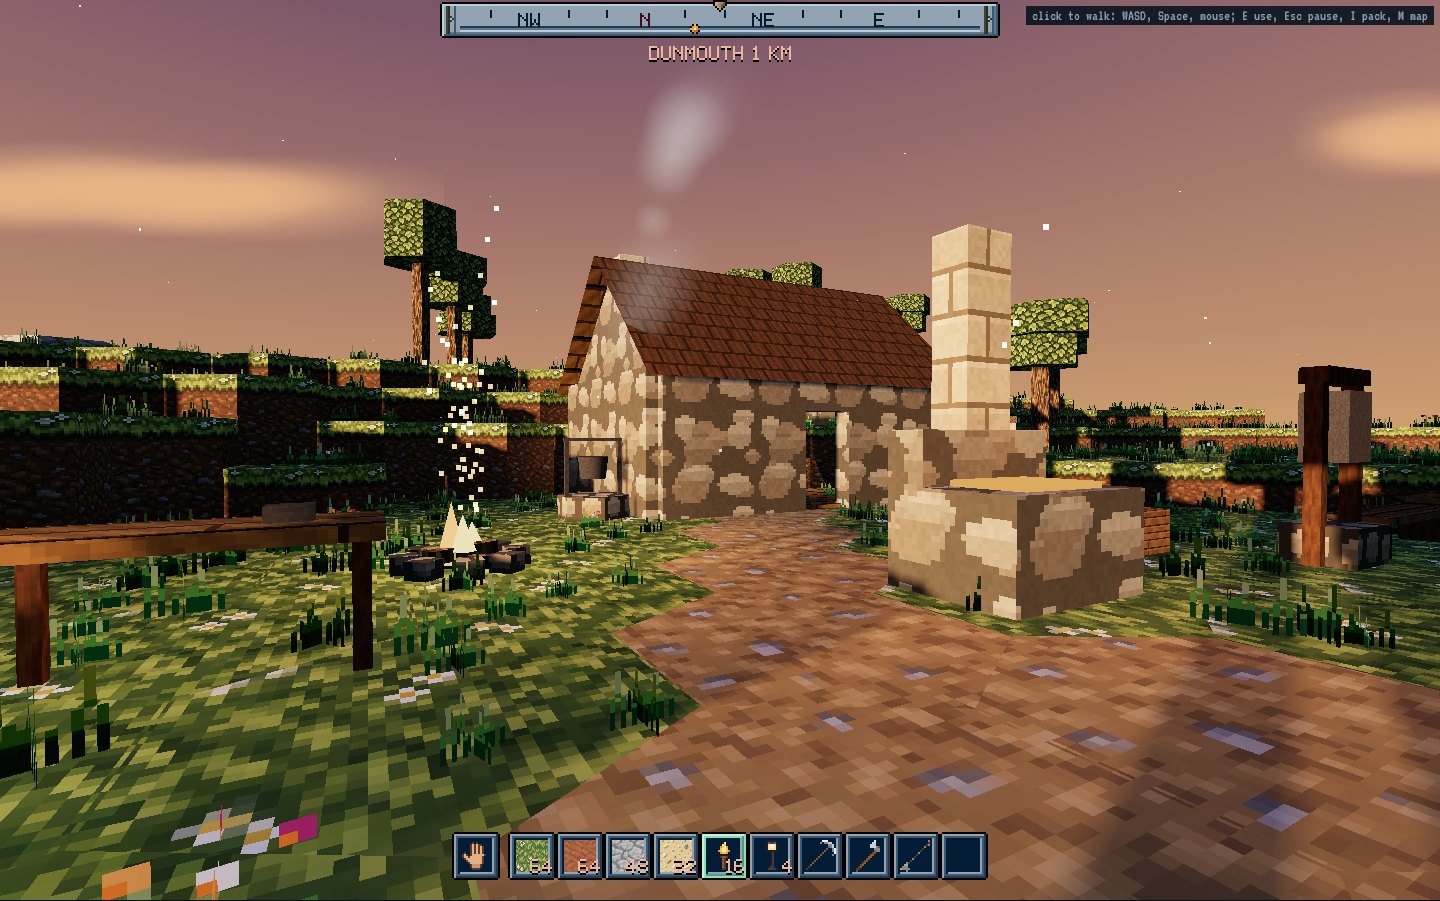 NW N NE E
click to walk: WASD, Space, mouse; E use, Esc pause, I pack, M map
DUNMOUTH 1 KM
64 64 48 32 16 4